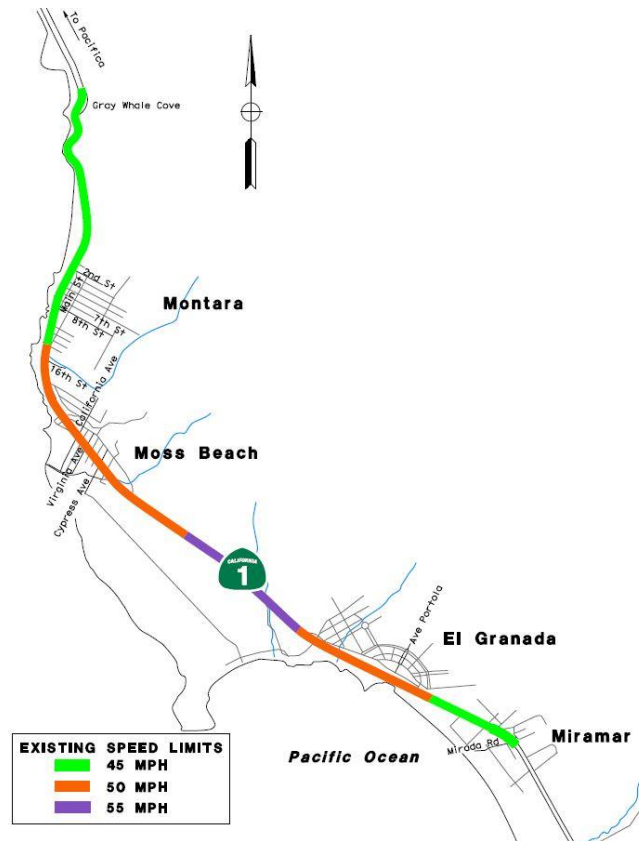 To Pacifica
Gray Whale Cove
2nd St
Main St
Montara
7th St
8th St
16th St
California Ave
Moss Beach
Virginia Ave
Cypress Ave
CALIFORNIA
1
Ave Portola
El Granada
Miramar
Mirada Rd
Pacific Ocean
EXISTING SPEED LIMITS
45 MPH
50 MPH
55 MPH